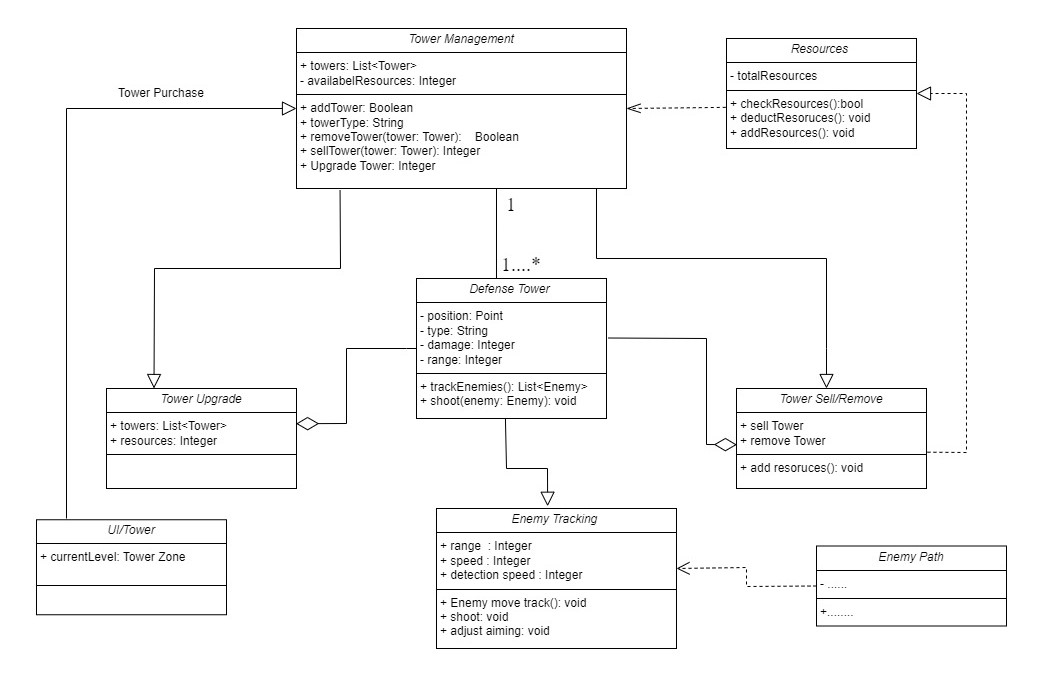 Tower Management
+ towers: List<Tower>
- availabelResources: Integer
+ addTower: Boolean
+ towerType: String
+ removeTower(tower: Tower): Boolean
+ sellTower(tower: Tower): Integer
+ Upgrade Tower: Integer
Resources
- totalResources
+ checkResources():bool
+ deductResoruces(): void
+ addResources(): void
Tower Purchase
1
1....*
Defense Tower
- position: Point
- type: String
- damage: Integer
- range: Integer
+ trackEnemies(): List<Enemy>
+ shoot(enemy: Enemy): void
Tower Upgrade
+ towers: List<Tower>
+ resources: Integer
Tower Sell/Remove
+ sell Tower
+ remove Tower
+ add resoruces(): void
UI/Tower
+ currentLevel: Tower Zone
Enemy Tracking
+ range : Integer
+ speed : Integer
+ detection speed : Integer
+ Enemy move track(): void
+ shoot: void
+ adjust aiming: void
Enemy Path
- ......
+........